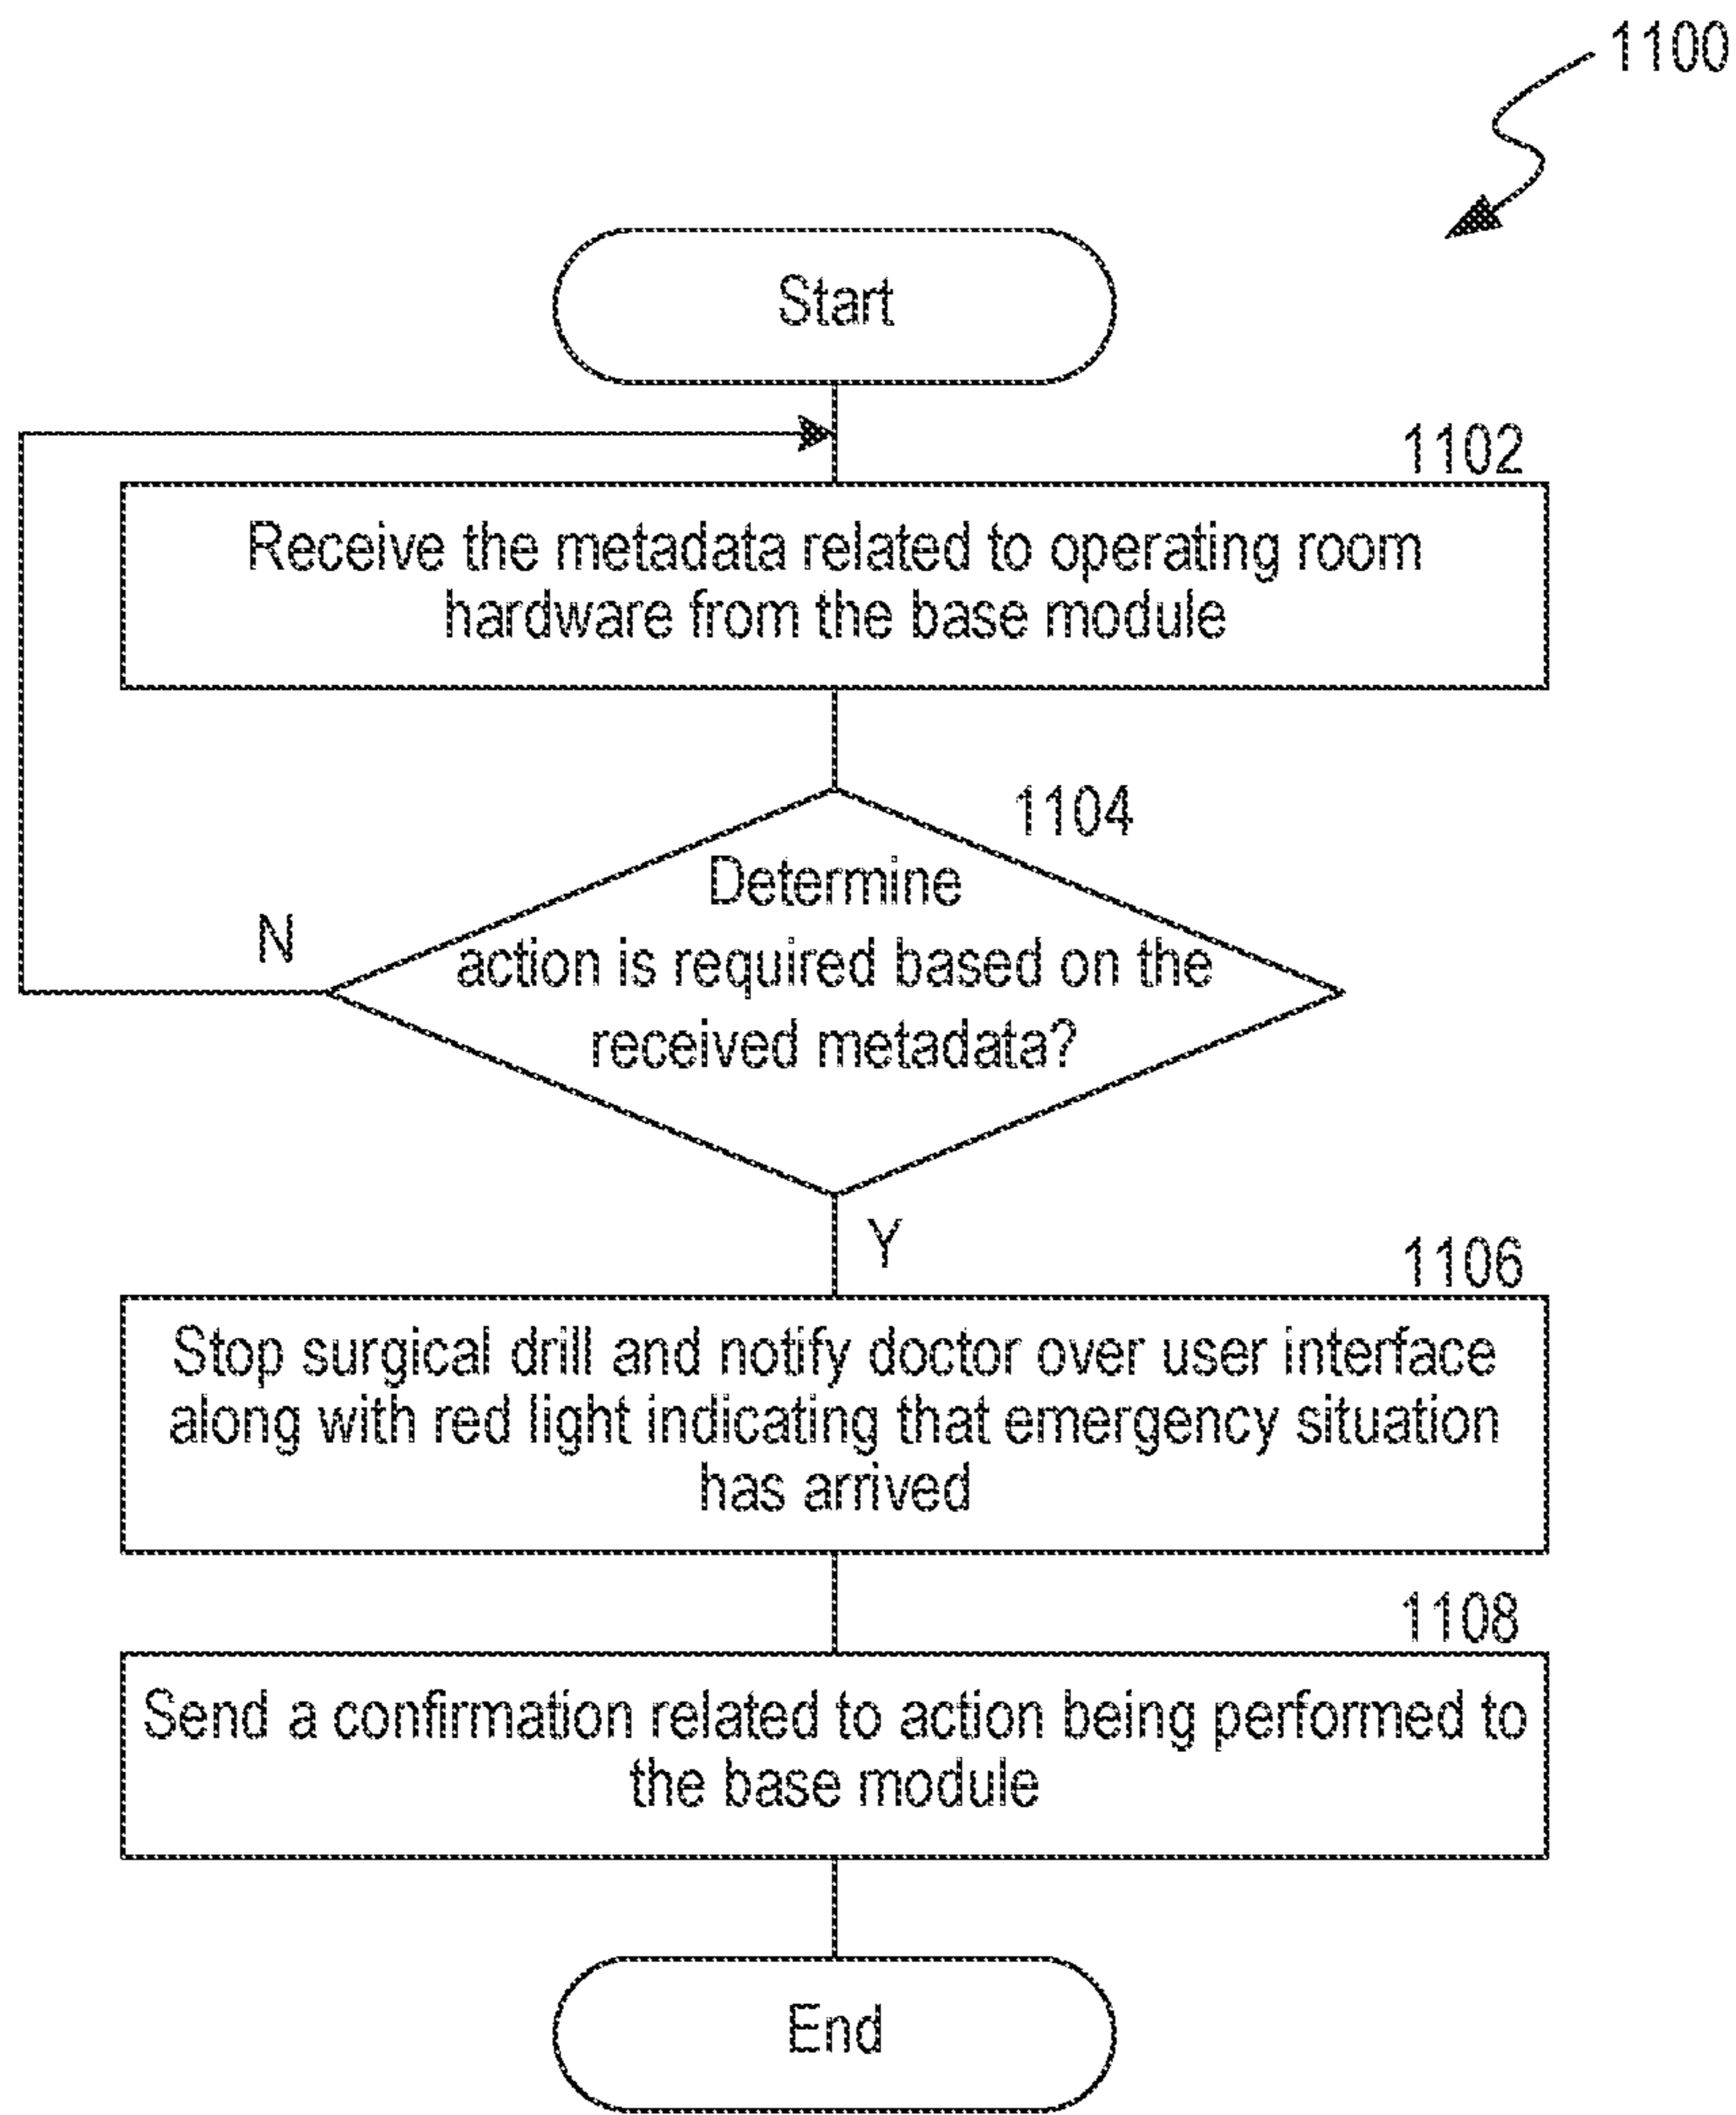 1100
Start
1102
Receive the metadata related to operating room
hardware from the base module
1104
Determine
action is required based on the
received metadata?
N
Y
1106
Stop surgical drill and notify doctor over user interface
along with red light indicating that emergency situation
has arrived
1108
Send a confirmation related to action being performed to
the base module
End